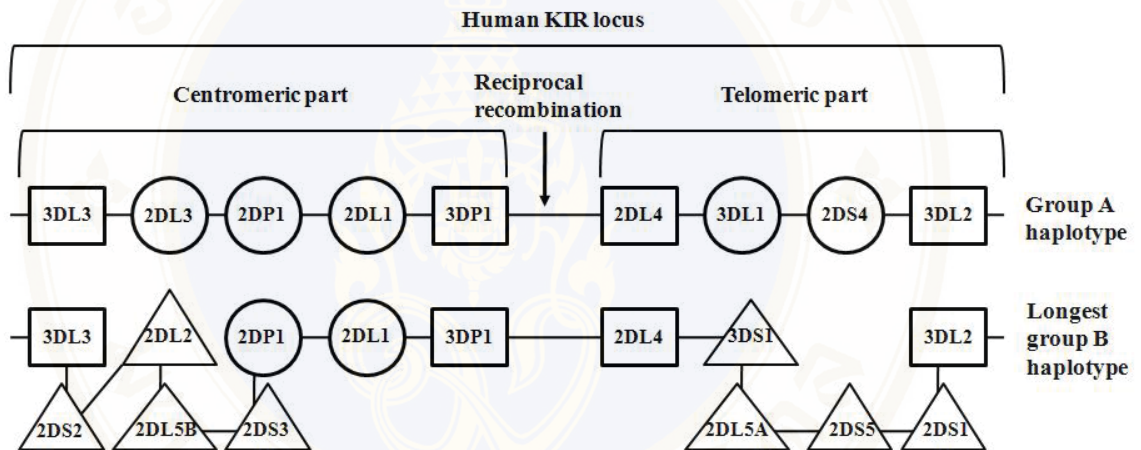 Human KIR locus
Centromeric part
Reciprocal
recombination
Telomeric part
3DL3 2DL3 2DP1 2DL1 3DP1 2DL4 3DL1 2DS4 3DL2
Group A
haplotype
3DL3 2DL2 2DP1 2DL1 3DP1 2DL4 3DS1 3DL2
Longest
group B
haplotype
2DS2 2DL5B 2DS3 2DL5A 2DS5 2DS1